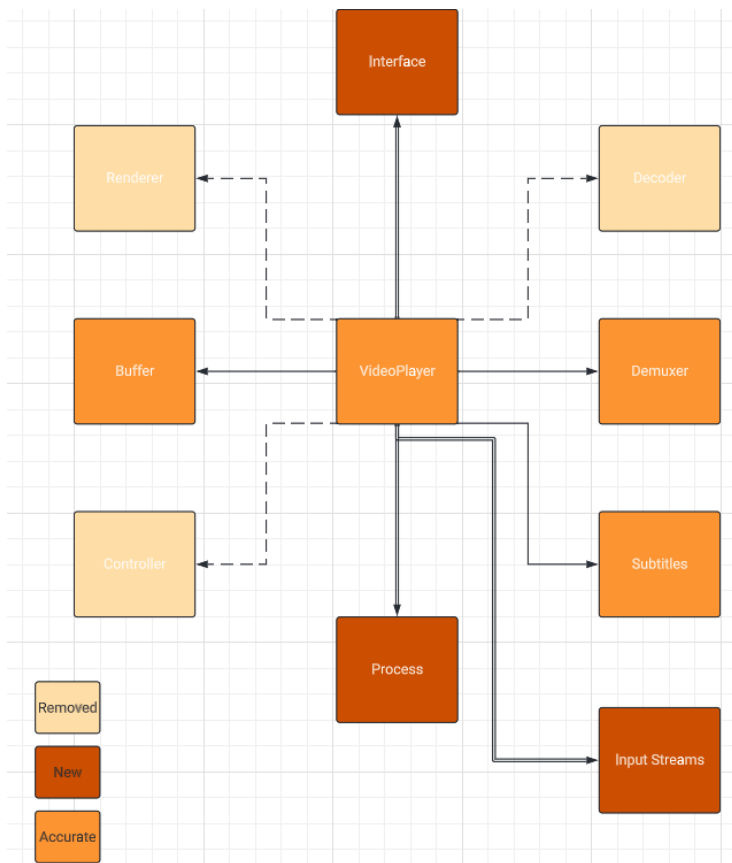 Interface
Renderer
Decoder
Buffer
VideoPlayer
Demuxer
Controller
Subtitles
Process
Removed
Input Streams
New
Accurate